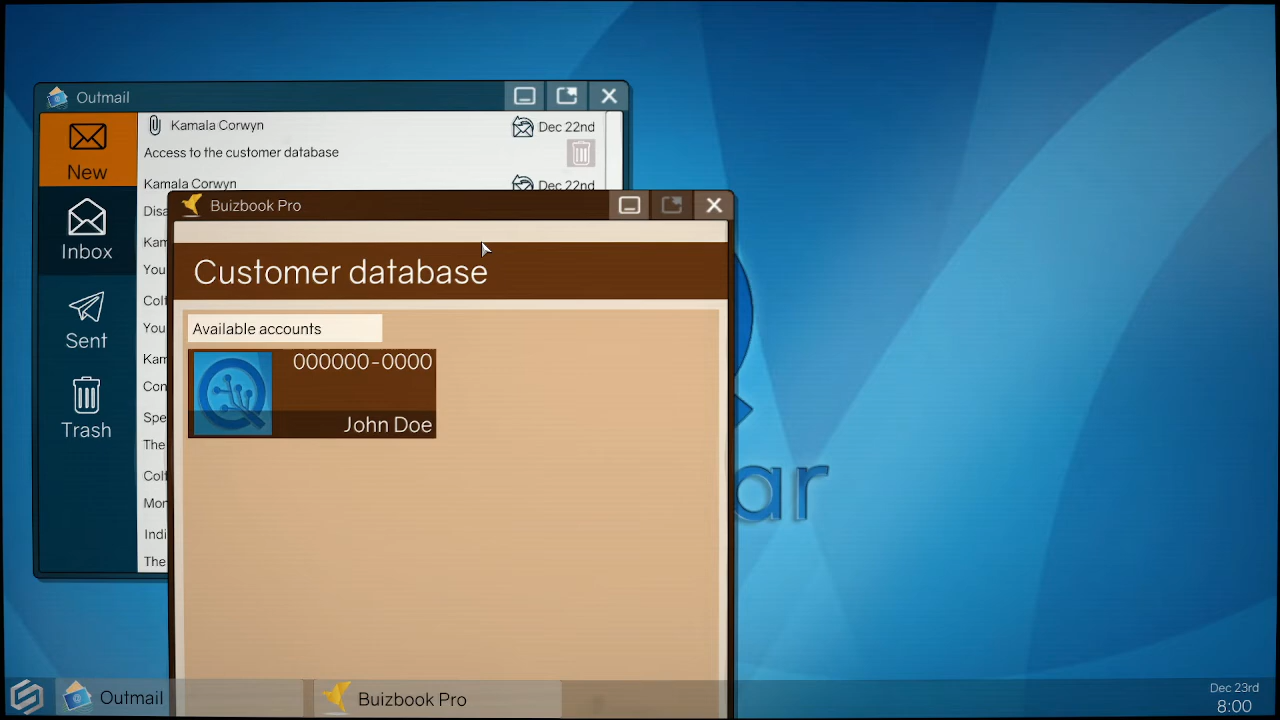 Outmail
New
Inbox
Sent
Trash
Kamala Corwyn
Dec 22nd
Access to the customer database
Kamala Corwyn
Dec 22nd
Buizbook Pro
Customer database
Available accounts
000000-0000
John Doe
ar
Outmail
Buizbook Pro
Dec 23rd
8:00